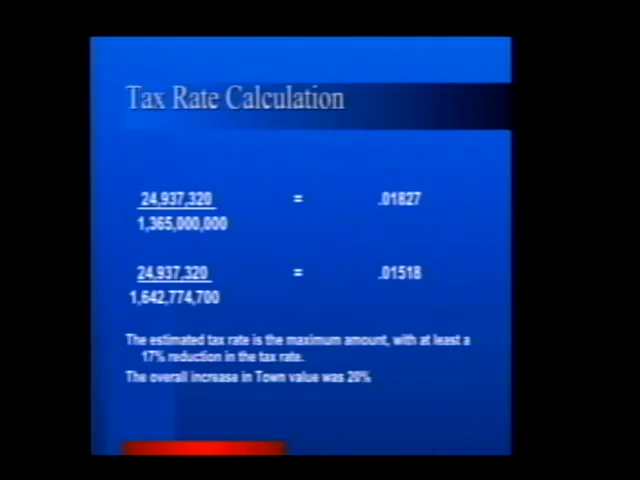 Tax Rate Calculation
24,937,320 = .01827
1,365,000,000
24,937,320 = .01518
1,642,774,700
The estimated tax rate is the maximum amount, with at least a
17% reduction in the tax rate.
The overall increase in Town value was 20%